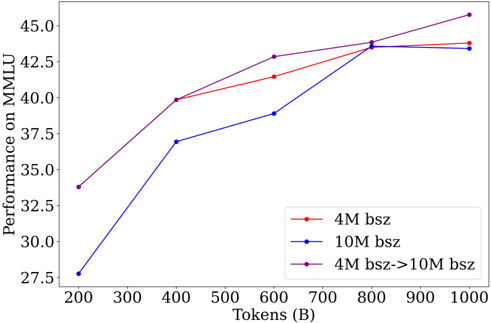 Performance on MMLU
45.0
42.5
40.0
37.5
35.0
32.5
30.0
27.5
200 300 400 500 600 700 800 900 1000
Tokens (B)
4M bsz
10M bsz
4M bsz->10M bsz